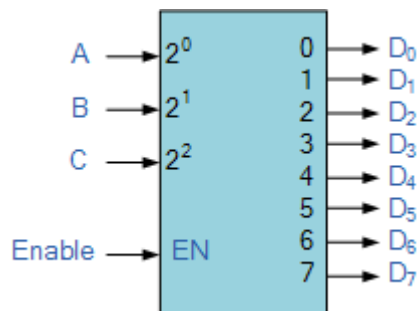 A 2⁰ 0 D₀
1 D₁
B 2¹ 2 D₂
3 D₃
C 2² 4 D₄
5 D₅
Enable EN 6 D₆
7 D₇